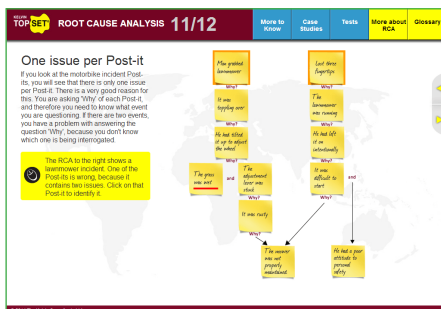 KELVIN
TOP SET
ROOT CAUSE ANALYSIS 11/12
More to
Know
Case
Studies
Tests
More about
RCA
Glossary
One issue per Post-it
If you look at the motorbike incident Post-
its, you will see that there is only one issue
per Post-it. There is a very good reason for
this. You are asking 'Why' of each Post-it,
and therefore you need to know what event
you are questioning. If there are two events,
you have a problem with answering the
question 'Why', because you don't know
which one is being interrogated.
The RCA to the right shows a
lawnmower incident. One of the
Post-its is wrong, because it
contains two issues. Click on that
Post-it to identify it.
Man grabbed
lawnmower
Why?
It was
toppling over
Why?
He had tilted
it up to adjust
the wheel
Why?
The grass
was wet
and
The
adjustment
lever was
stuck
Why?
It was rusty
Why?
The mower
was not
properly
maintained
Lost three
fingertips
Why?
The
lawnmower
was running
Why?
He had left
it on
intentionally
Why?
It was
difficult to
start
and
Why?
He had a poor
attitude to
personal
safety